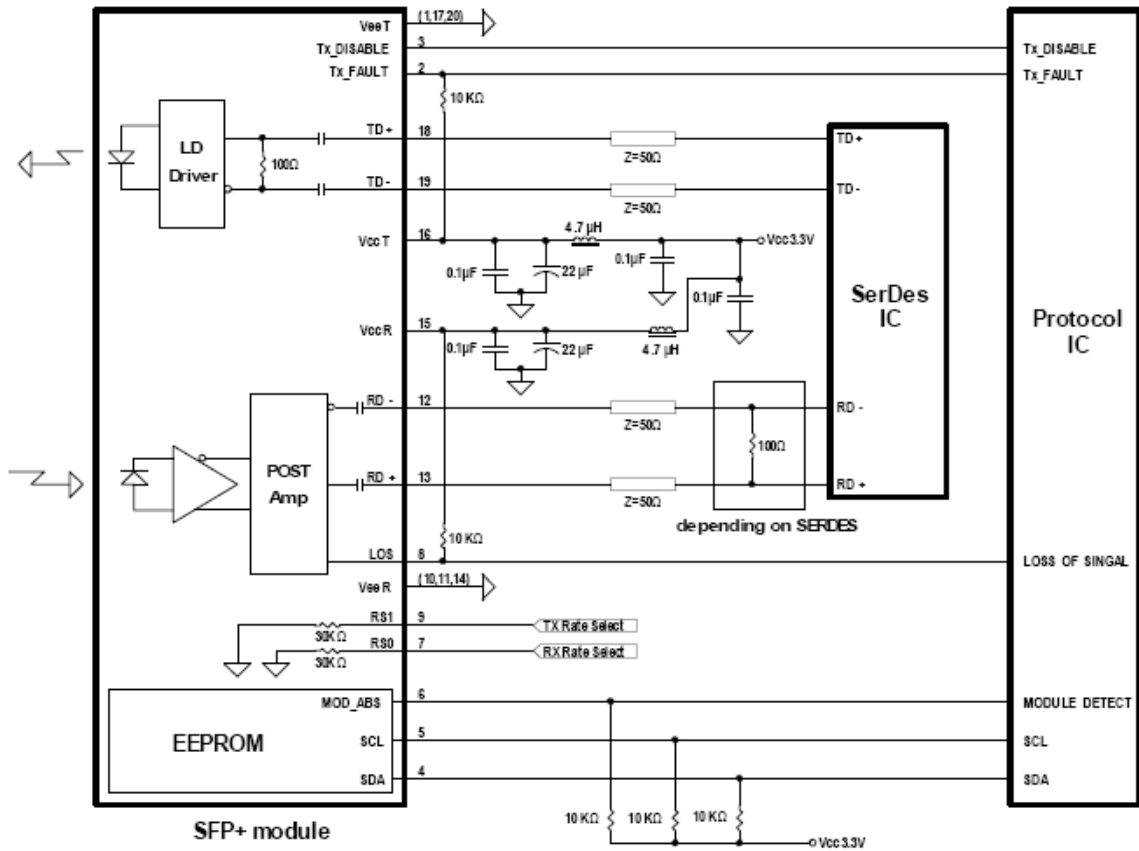 VeeT
(1,17,20)
Tx_DISABLE
3
Tx_DISABLE
Tx_FAULT
2
Tx_FAULT
10 KΩ
LD
Driver
100Ω
TD+
18
Z=50Ω
TD+
TD -
19
Z=50Ω
TD -
VccT
16
4.7 µH
Vcc3.3V
0.1µF
22 µF
0.1µF
0.1µF
SerDes
IC
Protocol
IC
VccR
15
0.1µF
22 µF
4.7 µH
RD -
12
Z=50Ω
RD -
100Ω
POST
Amp
RD +
13
Z=50Ω
RD +
depending on SERDES
10 KΩ
LOS
8
LOSS OF SINGAL
VeeR
(10,11,14)
RS1
9
TX Rate Select
30KΩ
RS0
7
RX Rate Select
30KΩ
MOD_ABS
6
MODULE DETECT
EEPROM
SCL
5
SCL
SDA
4
SDA
10 KΩ
10 KΩ
10 KΩ
Vcc3.3V
SFP+ module